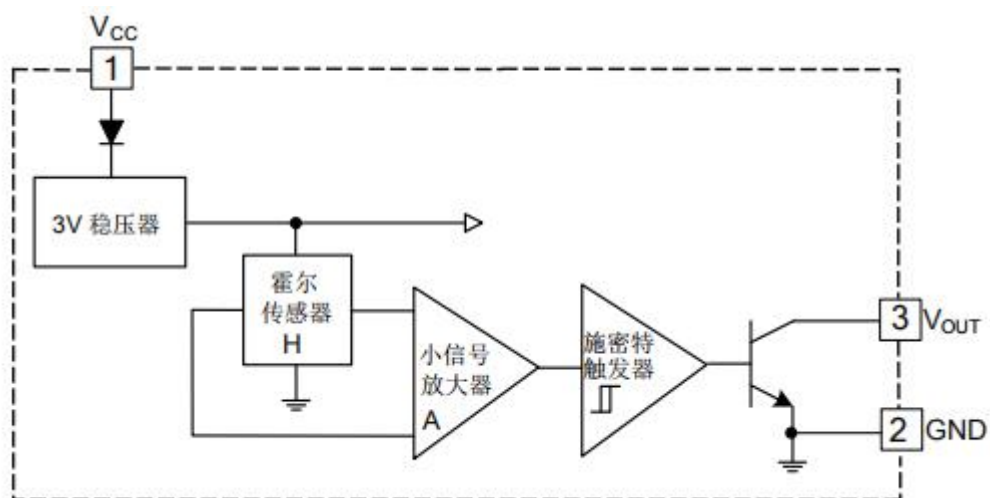 VCC
1
3V 稳压器
霍尔
传感器
H
小信号
放大器
A
施密特
触发器
3 VOUT
2 GND